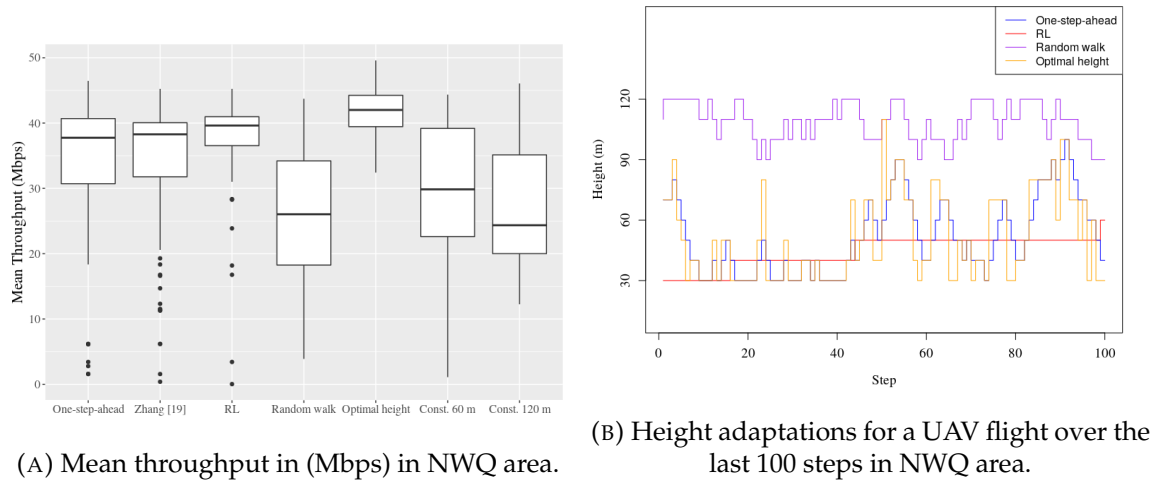 50
40
30
20
10
0
Mean Throughput (Mbps)
One-step-ahead
Zhang [19]
RL
Random walk
Optimal height
Const. 60 m
Const. 120 m
(A) Mean throughput in (Mbps) in NWQ area.
One-step-ahead
RL
Random walk
Optimal height
120
90
60
30
Height (m)
0
20
40
60
80
100
Step
(B) Height adaptations for a UAV flight over the
last 100 steps in NWQ area.